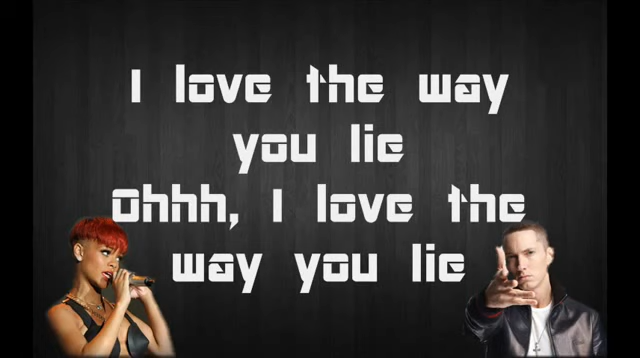 I love the way
you lie
Ohhh, I love the
way you lie